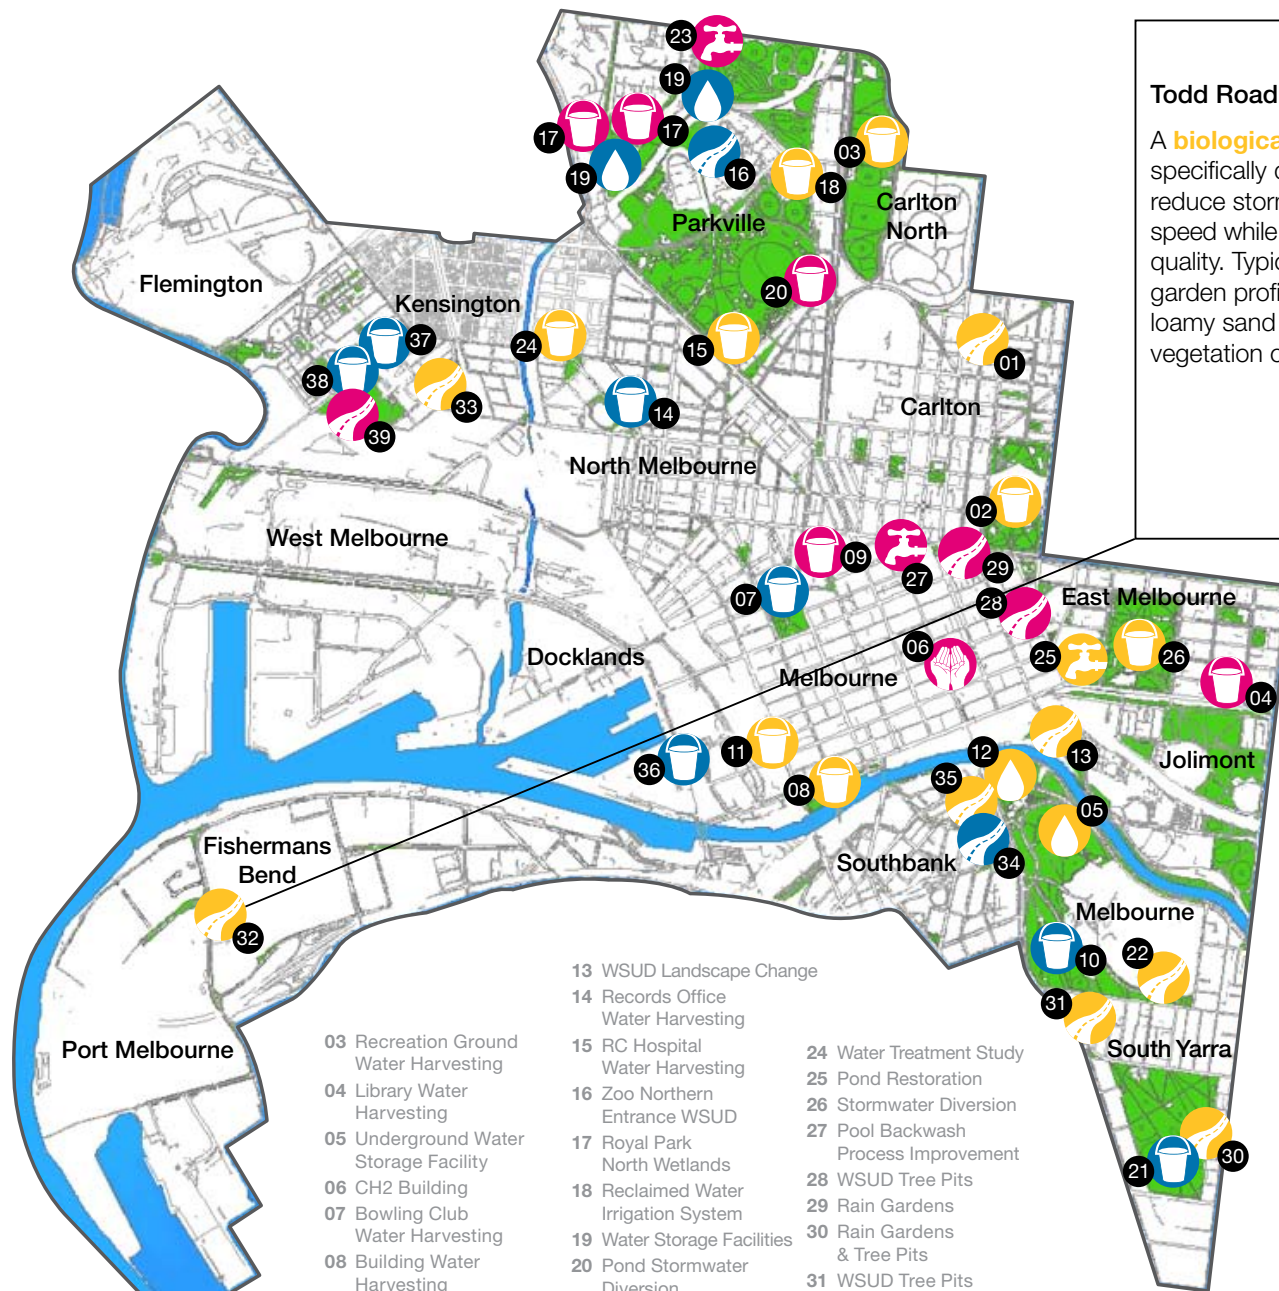 23
19
17
17
19
16
18
03
Carlton
North
Parkville
Flemington
20
Kensington
37
24
15
01
38
33
14
Carlton
39
North Melbourne
02
West Melbourne
09
27
29
07
28
East Melbourne
06
25
26
Docklands
Melbourne
04
36
11
12
13
Jolimont
08
35
05
Fishermans
Bend
Southbank
34
Melbourne
32
10
22
31
Port Melbourne
South Yarra
21
30
Todd Road
A biologica
specifically
reduce storn
speed while
quality. Typic
garden profi
loamy sand
vegetation
03 Recreation Ground
Water Harvesting
04 Library Water
Harvesting
05 Underground Water
Storage Facility
06 CH2 Building
07 Bowling Club
Water Harvesting
08 Building Water
Harvesting
13 WSUD Landscape Change
14 Records Office
Water Harvesting
15 RC Hospital
Water Harvesting
16 Zoo Northern
Entrance WSUD
17 Royal Park
North Wetlands
18 Reclaimed Water
Irrigation System
19 Water Storage Facilities
20 Pond Stormwater
Diversion
24 Water Treatment Study
25 Pond Restoration
26 Stormwater Diversion
27 Pool Backwash
Process Improvement
28 WSUD Tree Pits
29 Rain Gardens
30 Rain Gardens
& Tree Pits
31 WSUD Tree Pits